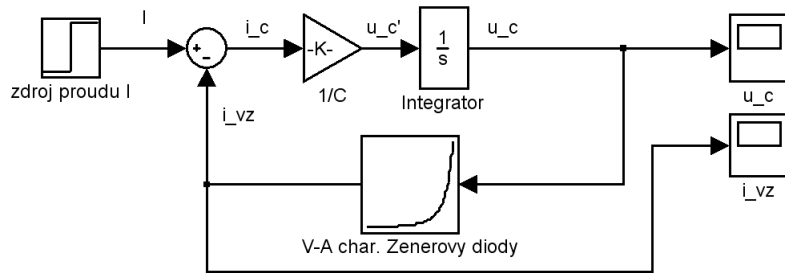 I
i_c
u_c'
u_c
+
-
-K-
1
s
zdroj proudu I
1/C
Integrator
u_c
i_vz
i_vz
V-A char. Zenerovy diody